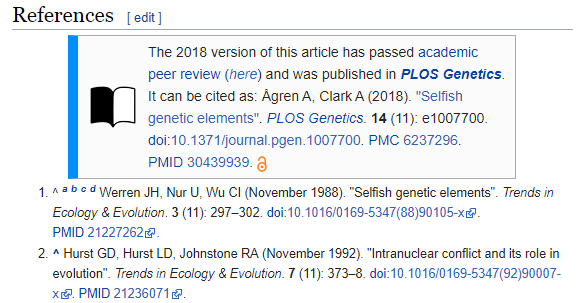 References [ edit ]
The 2018 version of this article has passed academic
peer review (here) and was published in PLOS Genetics.
It can be cited as: Ågren A, Clark A (2018). "Selfish
genetic elements". PLOS Genetics. 14 (11): e1007700.
doi:10.1371/journal.pgen.1007700. PMC 6237296.
PMID 30439939.
1. ^ a b c d Werren JH, Nur U, Wu CI (November 1988). "Selfish genetic elements". Trends in
Ecology & Evolution. 3 (11): 297–302. doi:10.1016/0169-5347(88)90105-x.
PMID 21227262.
2. ^ Hurst GD, Hurst LD, Johnstone RA (November 1992). "Intranuclear conflict and its role in
evolution". Trends in Ecology & Evolution. 7 (11): 373–8. doi:10.1016/0169-5347(92)90007-
x. PMID 21236071.